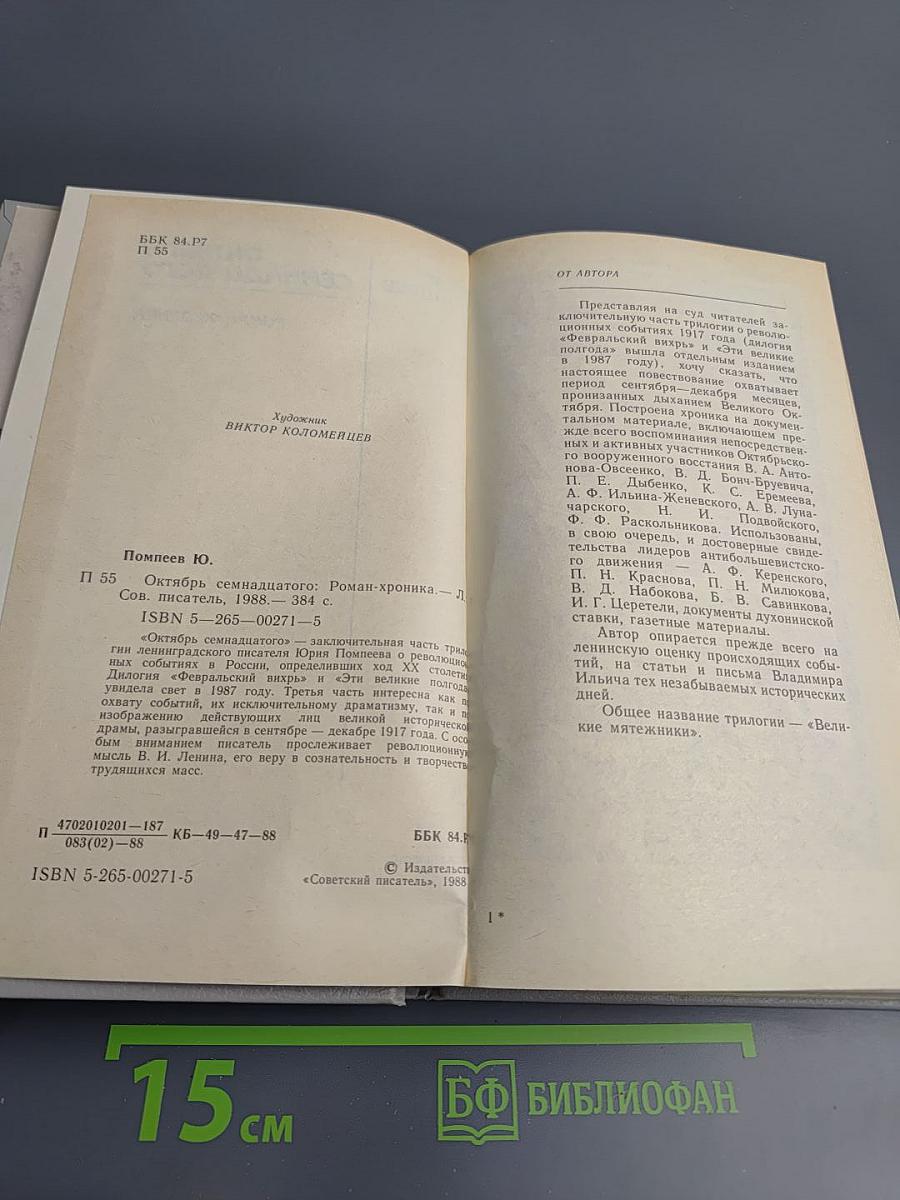 ББК 84.Р7
П 55
Художник
ВИКТОР КОЛОМЕЙЦЕВ
Помпеев Ю.
П 55 Октябрь семнадцатого: Роман-хроника.— Л.
Сов. писатель, 1988.— 384 с.
ISBN 5—265—00271—5
«Октябрь семнадцатого» — заключительная часть трило
гии ленинградского писателя Юрия Помпеева о революцион
ных событиях в России, определивших ход XX столетия
Дилогия «Февральский вихрь» и «Эти великие полгода
увидела свет в 1987 году. Третья часть интересна как п
охвату событий, их исключительному драматизму, так и п
изображению действующих лиц великой исторической
драмы, разыгравшейся в сентябре — декабре 1917 года. С осо
бым вниманием писатель прослеживает революционную
мысль В. И. Ленина, его веру в сознательность и творчеств
трудящихся масс.
П 4702010201—187 КБ—49—47—88
083(02)—88
ББК 84.Р
ISBN 5-265-00271-5
© Издательст
«Советский писатель», 1988
ОТ АВТОРА
Представляя на суд читателей за-
ключительную часть трилогии о револю-
ционных событиях 1917 года (дилогия
«Февральский вихрь» и «Эти великие
полгода» вышла отдельным изданием
в 1987 году), хочу сказать, что
настоящее повествование охватывает
период сентября—декабря месяцев,
пронизанных дыханием Великого Ок-
тября. Построена хроника на докумен-
тальном материале, включающем пре-
жде всего воспоминания непосредствен-
ных и активных участников Октябрьско-
го вооруженного восстания В. А. Анто-
нова-Овсеенко, В. Д. Бонч-Бруевича,
П. Е. Дыбенко, К. С. Еремеева,
А. Ф. Ильина-Женевского, А. В. Луна-
чарского, Н. И. Подвойского,
Ф. Ф. Раскольникова. Использованы,
в свою очередь, и достоверные свиде-
тельства лидеров антибольшевистско-
го движения — А. Ф. Керенского,
П. Н. Краснова, П. Н. Милюкова,
В. Д. Набокова, Б. В. Савинкова,
И. Г. Церетели, документы духонинской
ставки, газетные материалы.
Автор опирается прежде всего на
ленинскую оценку происходящих собы-
тий, на статьи и письма Владимира
Ильича тех незабываемых исторических
дней.
Общее название трилогии — «Вели-
кие мятежники».
1 *
15 см
БФ БИБЛИОФАН